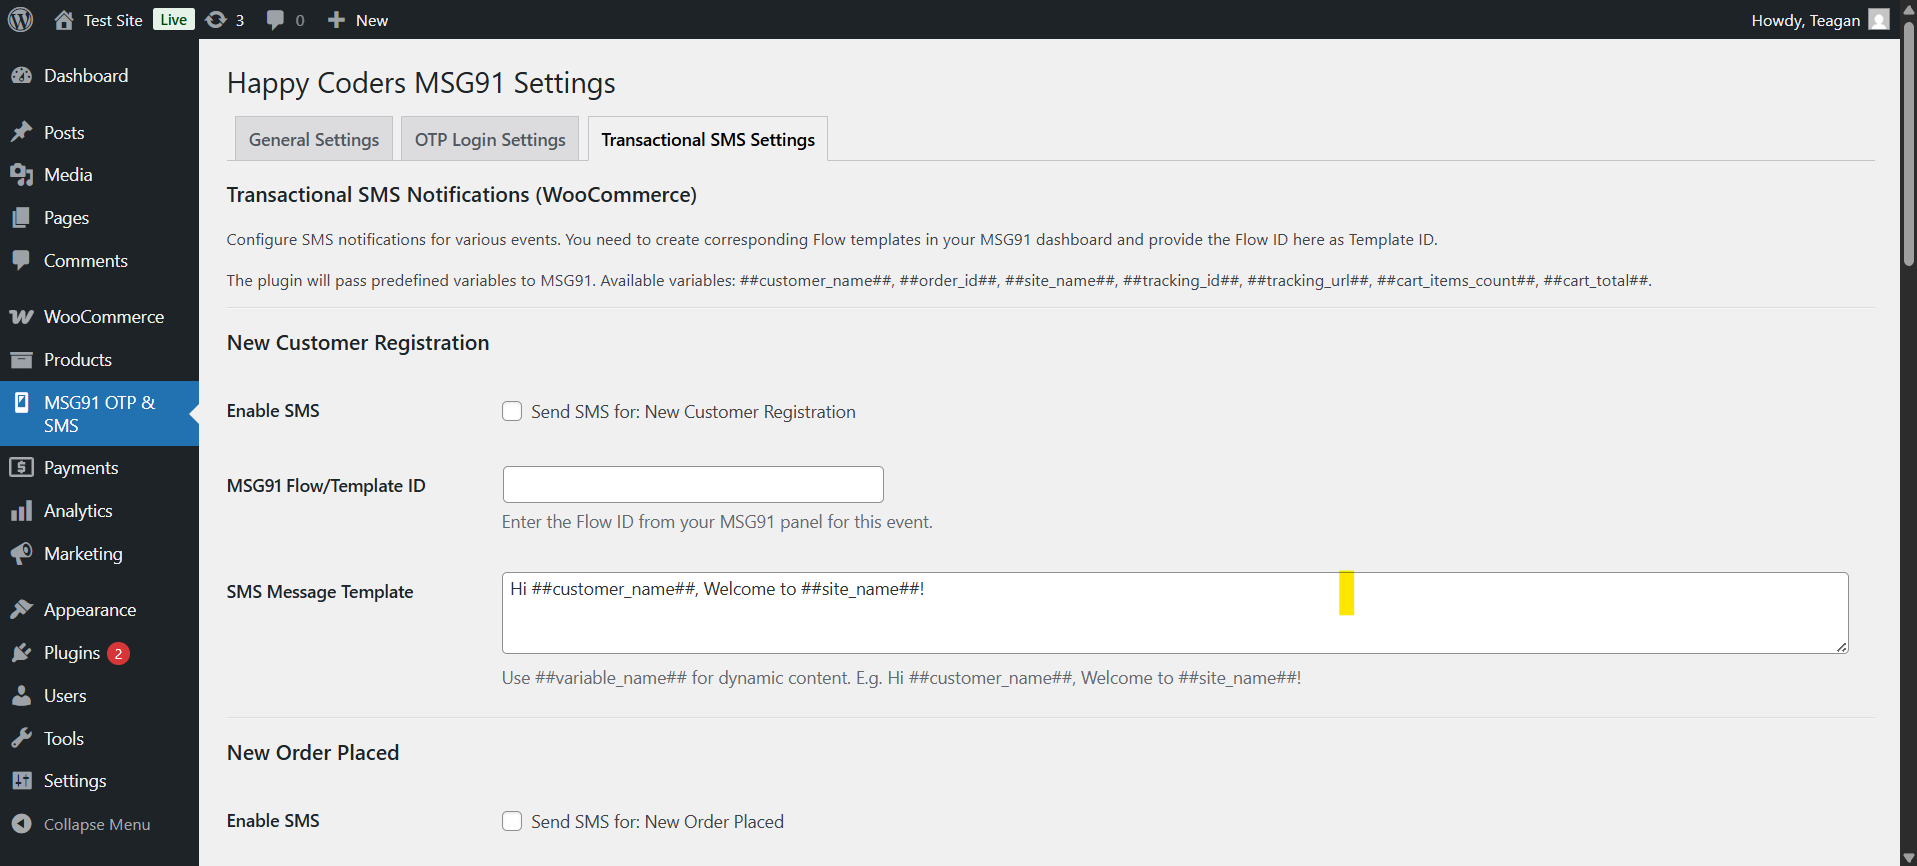 Test Site Live 3 0 New Howdy, Teagan
Dashboard
Posts
Media
Pages
Comments
WooCommerce
Products
MSG91 OTP &
SMS
Payments
Analytics
Marketing
Appearance
Plugins 2
Users
Tools
Settings
Collapse Menu
Happy Coders MSG91 Settings
General Settings OTP Login Settings Transactional SMS Settings
Transactional SMS Notifications (WooCommerce)
Configure SMS notifications for various events. You need to create corresponding Flow templates in your MSG91 dashboard and provide the Flow ID here as Template ID.
The plugin will pass predefined variables to MSG91. Available variables: ##customer_name##, ##order_id##, ##site_name##, ##tracking_id##, ##tracking_url##, ##cart_items_count##, ##cart_total##.
New Customer Registration
Enable SMS Send SMS for: New Customer Registration
MSG91 Flow/Template ID
Enter the Flow ID from your MSG91 panel for this event.
SMS Message Template Hi ##customer_name##, Welcome to ##site_name##!
Use ##variable_name## for dynamic content. E.g. Hi ##customer_name##, Welcome to ##site_name##!
New Order Placed
Enable SMS Send SMS for: New Order Placed